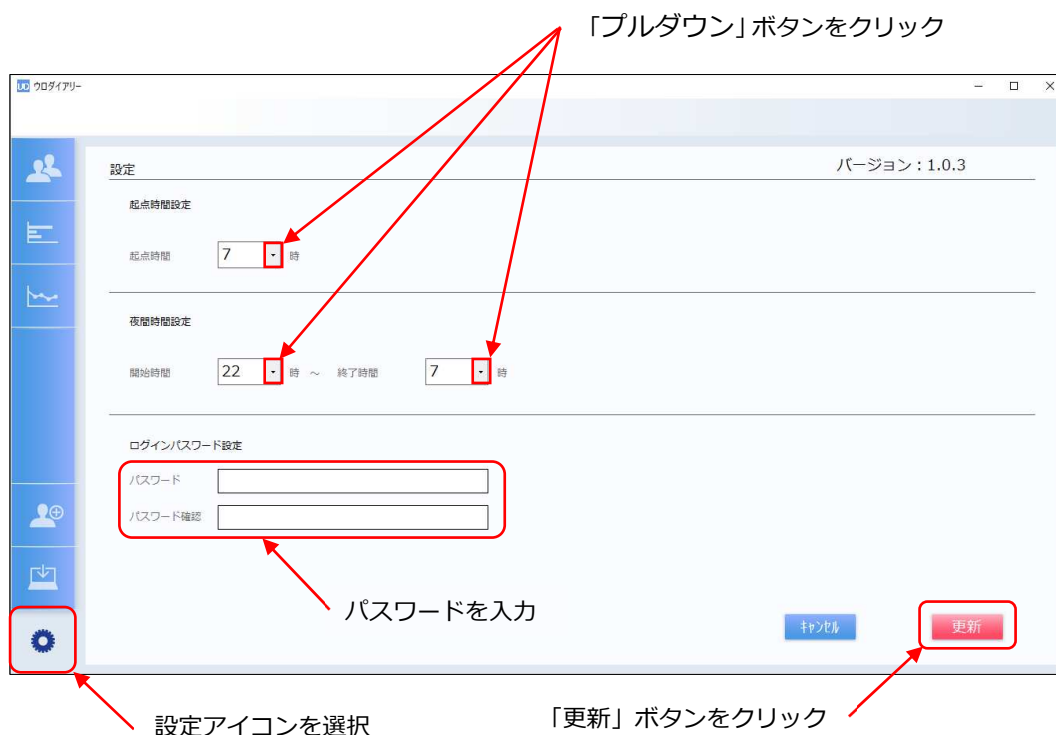 「プルダウン」ボタンをクリック
UD ウロダイアリー
設定
バージョン:1.0.3
起点時間設定
起点時間 7 時
夜間時間設定
開始時間 22 時 ~ 終了時間 7 時
ログインパスワード設定
パスワード
パスワード確認
パスワードを入力
キャンセル 更新
設定アイコンを選択
「更新」ボタンをクリック